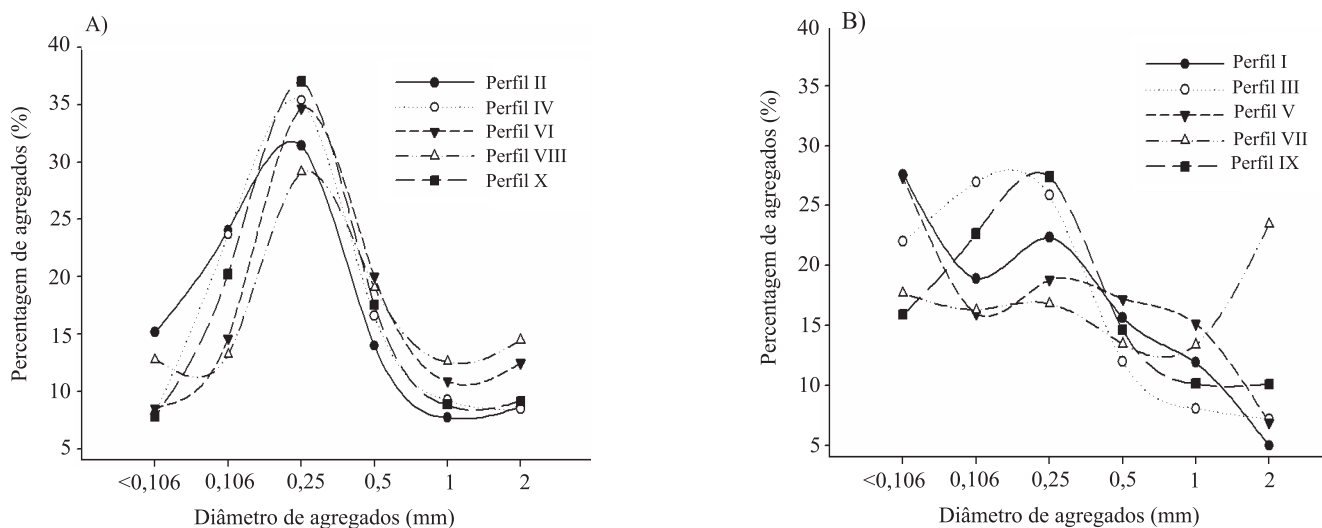 A)
Percentagem de agregados (%)
40
35
30
25
20
15
10
5
Perfil II
Perfil IV
Perfil VI
Perfil VIII
Perfil X
<0,106 0,106 0,25 0,5 1 2
Diâmetro de agregados (mm)
B)
Percentagem de agregados (%)
40
35
30
25
20
15
10
5
Perfil I
Perfil III
Perfil V
Perfil VII
Perfil IX
<0,106 0,106 0,25 0,5 1 2
Diâmetro de agregados (mm)